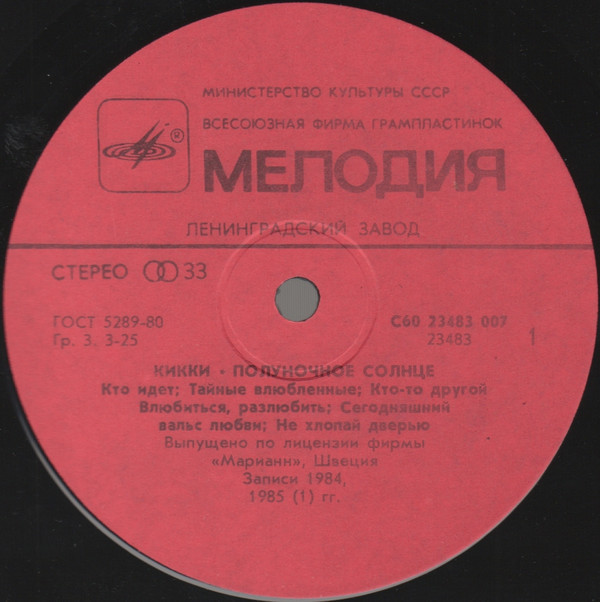 МИНИСТЕРСТВО КУЛЬТУРЫ СССР
ВСЕСОЮЗНАЯ ФИРМА ГРАМПЛАСТИНОК
®
МЕЛОДИЯ
ЛЕНИНГРАДСКИЙ ЗАВОД
СТЕРЕО 33
ГОСТ 5289-80
Гр. 3. 3-25
С60 23483 007
23483 1
КИККИ • ПОЛУНОЧНОЕ СОЛНЦЕ
Кто идет; Тайные влюбленные; Кто-то другой
Влюбиться, разлюбить; Сегодняшний
вальс любви; Не хлопай дверью
Выпущено по лицензии фирмы
«Марианн», Швеция
Записи 1984,
1985 (1) гг.